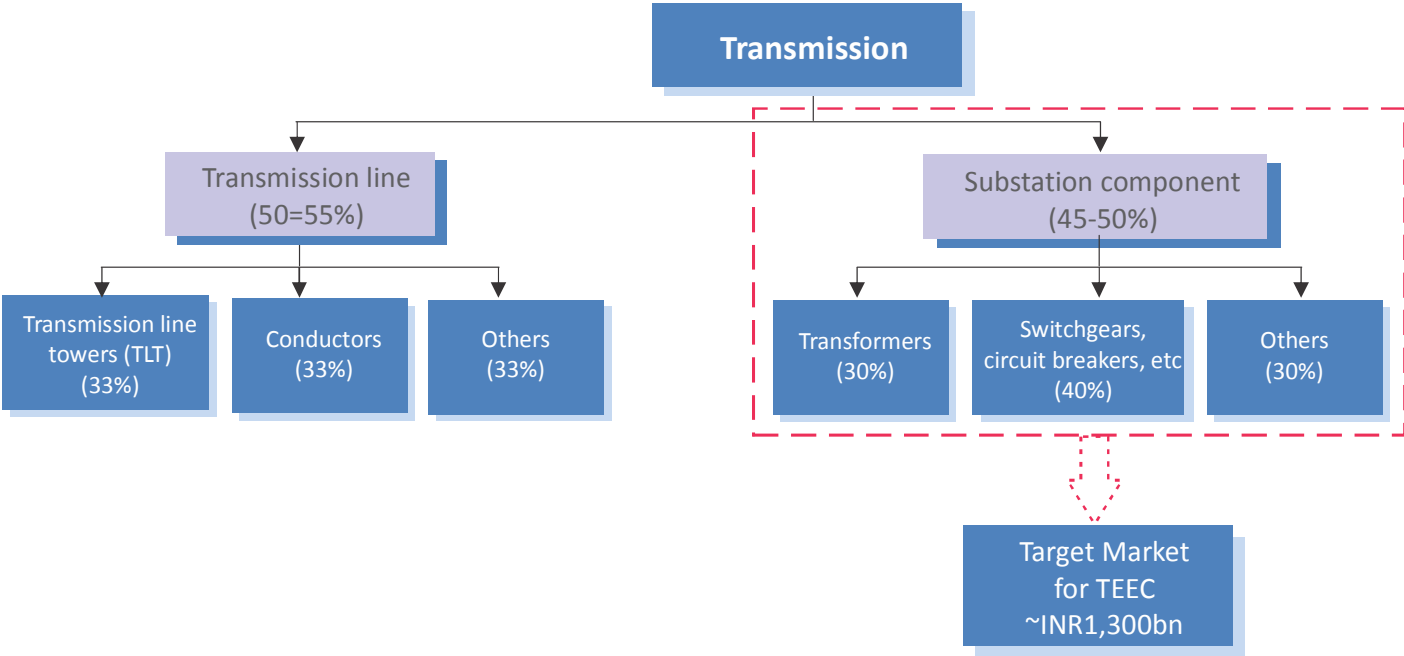 Transmission
Transmission line
(50=55%)
Substation component
(45-50%)
Transmission line
towers (TLT)
(33%)
Conductors
(33%)
Others
(33%)
Transformers
(30%)
Switchgears,
circuit breakers, etc
(40%)
Others
(30%)
Target Market
for TEEC
~INR1,300bn